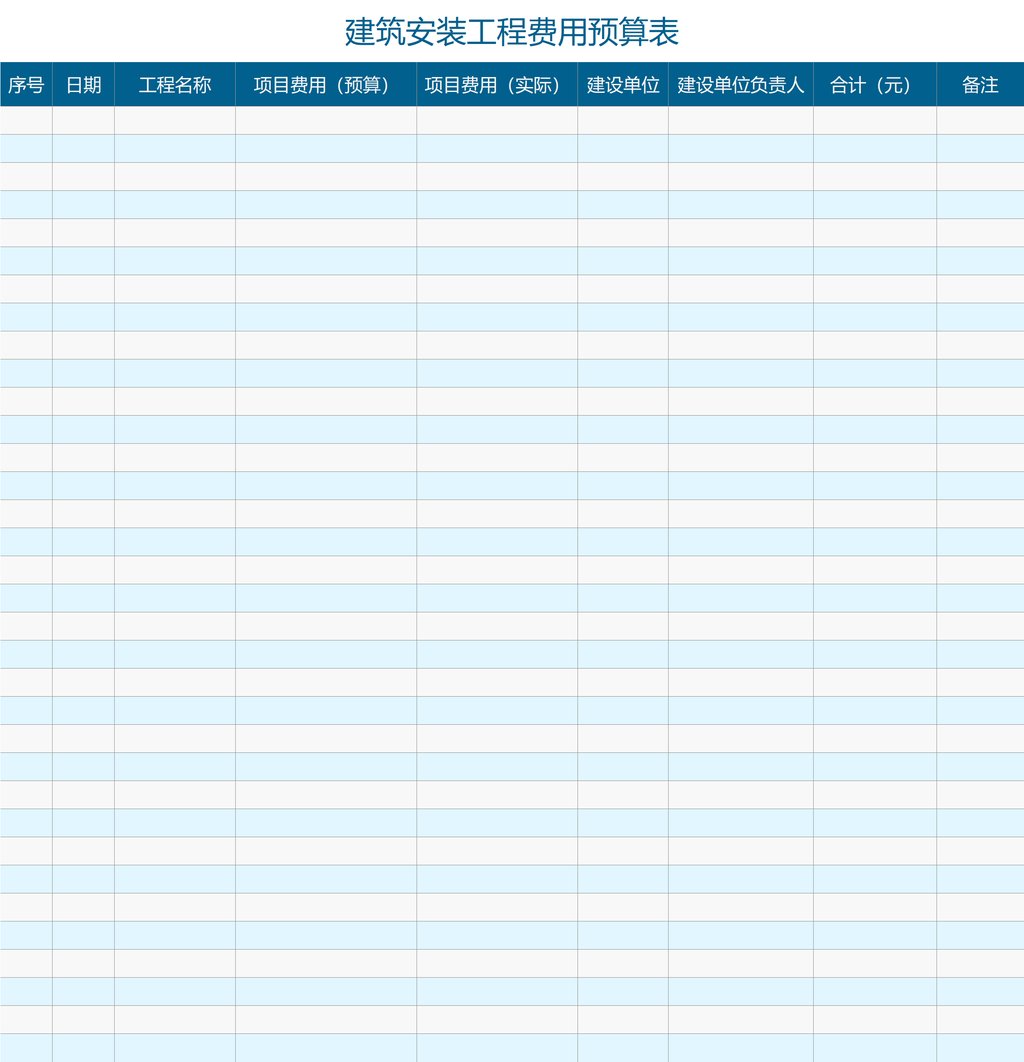 建筑安装工程费用预算表
序号 日期 工程名称 项目费用（预算） 项目费用（实际） 建设单位 建设单位负责人 合计（元） 备注